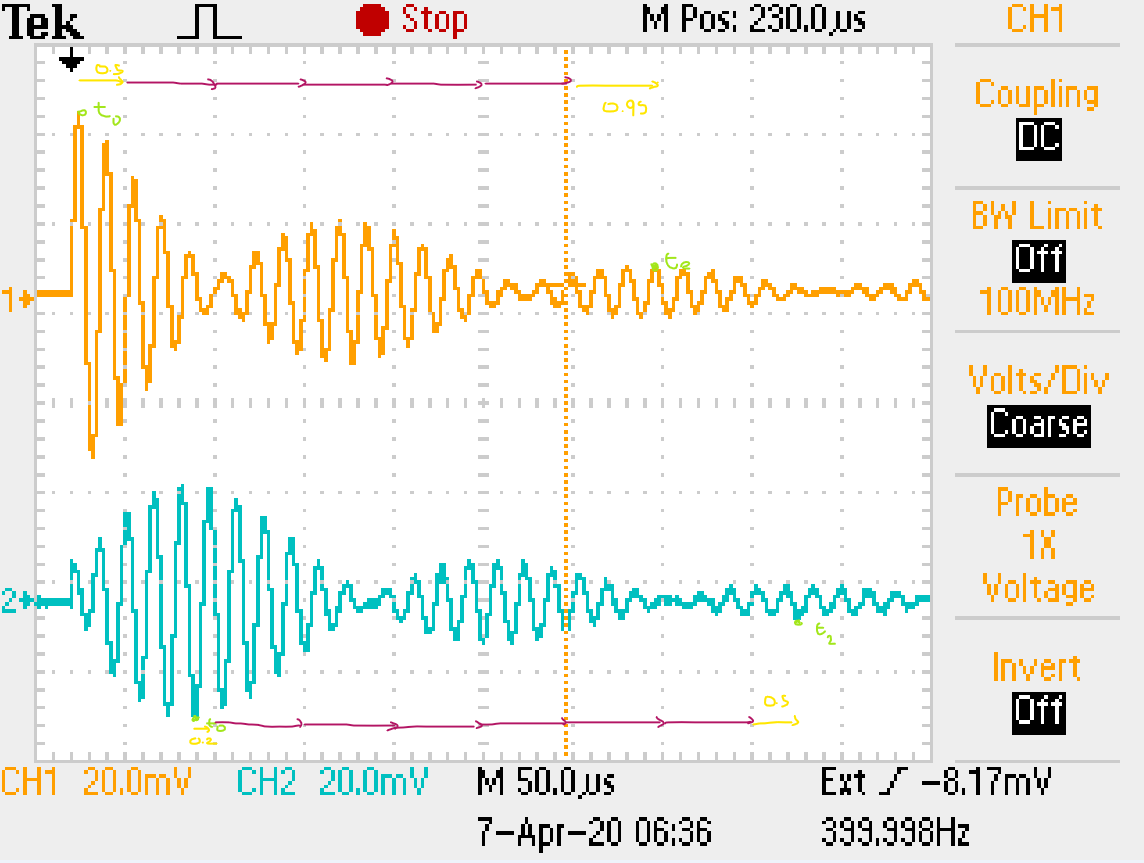 Tek Stop M Pos: 230.0µs CH1
0.5
t₀
0.95
Coupling
DC
BW Limit
Off
100MHz
t₂
1
Volts/Div
Coarse
Probe
1X
Voltage
2
t₂
Invert
Off
0.5
t₀
0.2
CH1 20.0mV CH2 20.0mV M 50.0µs Ext -8.17mV
7-Apr-20 06:36 399.998Hz